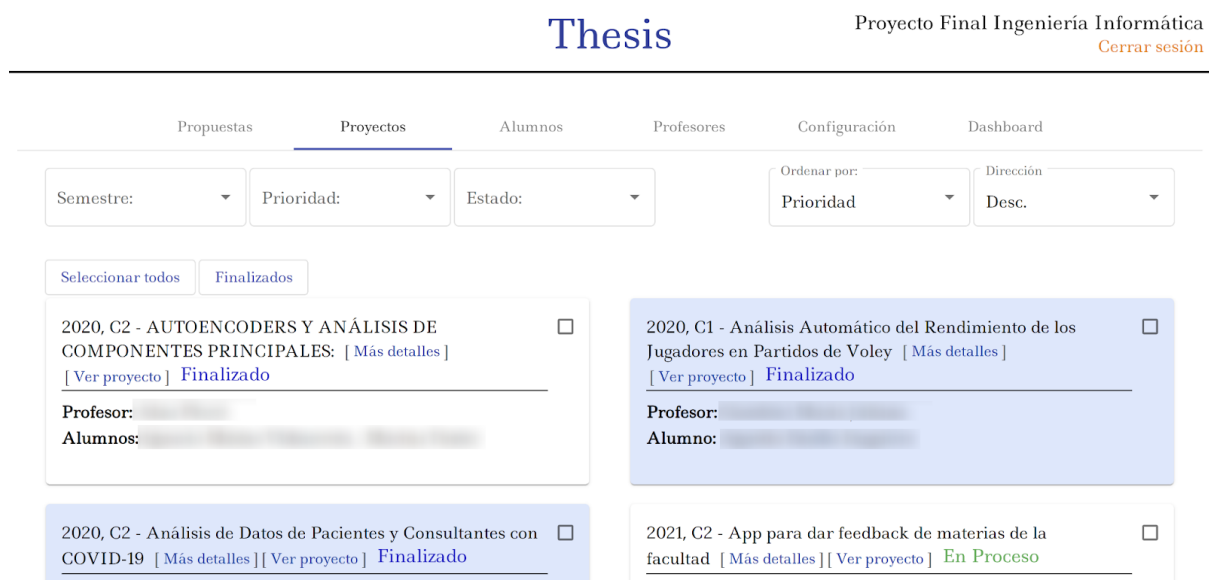 Thesis
Proyecto Final Ingeniería Informática
Cerrar sesión
Propuestas Proyectos Alumnos Profesores Configuración Dashboard
Semestre: Prioridad: Estado: Ordenar por: Prioridad Dirección Desc.
Seleccionar todos Finalizados
2020, C2 - AUTOENCODERS Y ANÁLISIS DE
COMPONENTES PRINCIPALES: [ Más detalles ]
[ Ver proyecto ] Finalizado
Profesor:
Alumnos:
2020, C1 - Análisis Automático del Rendimiento de los
Jugadores en Partidos de Voley [ Más detalles ]
[ Ver proyecto ] Finalizado
Profesor:
Alumno:
2020, C2 - Análisis de Datos de Pacientes y Consultantes con
COVID-19 [ Más detalles ][ Ver proyecto ] Finalizado
2021, C2 - App para dar feedback de materias de la
facultad [ Más detalles ][ Ver proyecto ] En Proceso